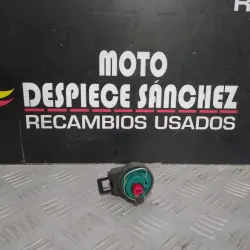 MOTO
DESPIECE SÁNCHEZ
RECAMBIOS USADOS